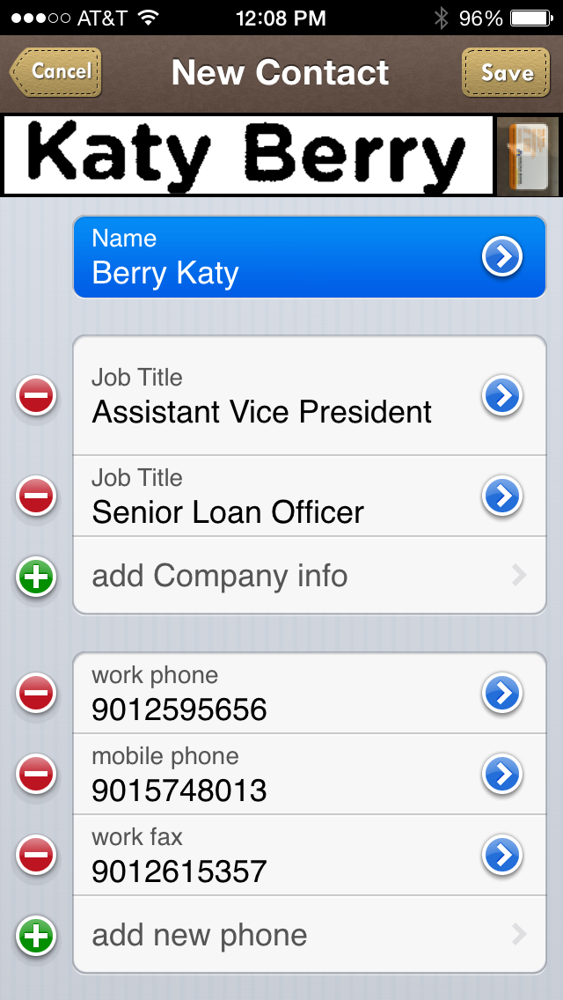 AT&T 12:08 PM 96%
Cancel New Contact Save
Katy Berry
Name
Berry Katy
Job Title
Assistant Vice President
Job Title
Senior Loan Officer
add Company info
work phone
9012595656
mobile phone
9015748013
work fax
9012615357
add new phone